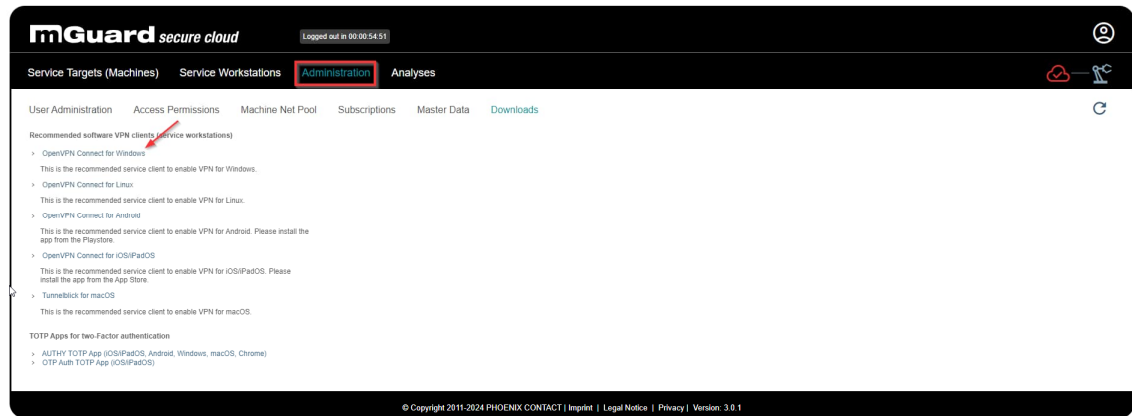 mGuard secure cloud
Logged out in 00:00:54:51
Service Targets (Machines) Service Workstations Administration Analyses
User Administration Access Permissions Machine Net Pool Subscriptions Master Data Downloads
Recommended software VPN clients (service workstations)
› OpenVPN Connect for Windows
This is the recommended service client to enable VPN for Windows.
› OpenVPN Connect for Linux
This is the recommended service client to enable VPN for Linux.
› OpenVPN Connect for Android
This is the recommended service client to enable VPN for Android. Please install the
app from the Playstore.
› OpenVPN Connect for iOS/iPadOS
This is the recommended service client to enable VPN for iOS/iPadOS. Please
install the app from the App Store.
› Tunnelblick for macOS
This is the recommended service client to enable VPN for macOS.
TOTP Apps for two-Factor authentication
› AUTHY TOTP App (iOS/iPadOS, Android, Windows, macOS, Chrome)
› OTP Auth TOTP App (iOS/iPadOS)
© Copyright 2011-2024 PHOENIX CONTACT | Imprint | Legal Notice | Privacy | Version: 3.0.1